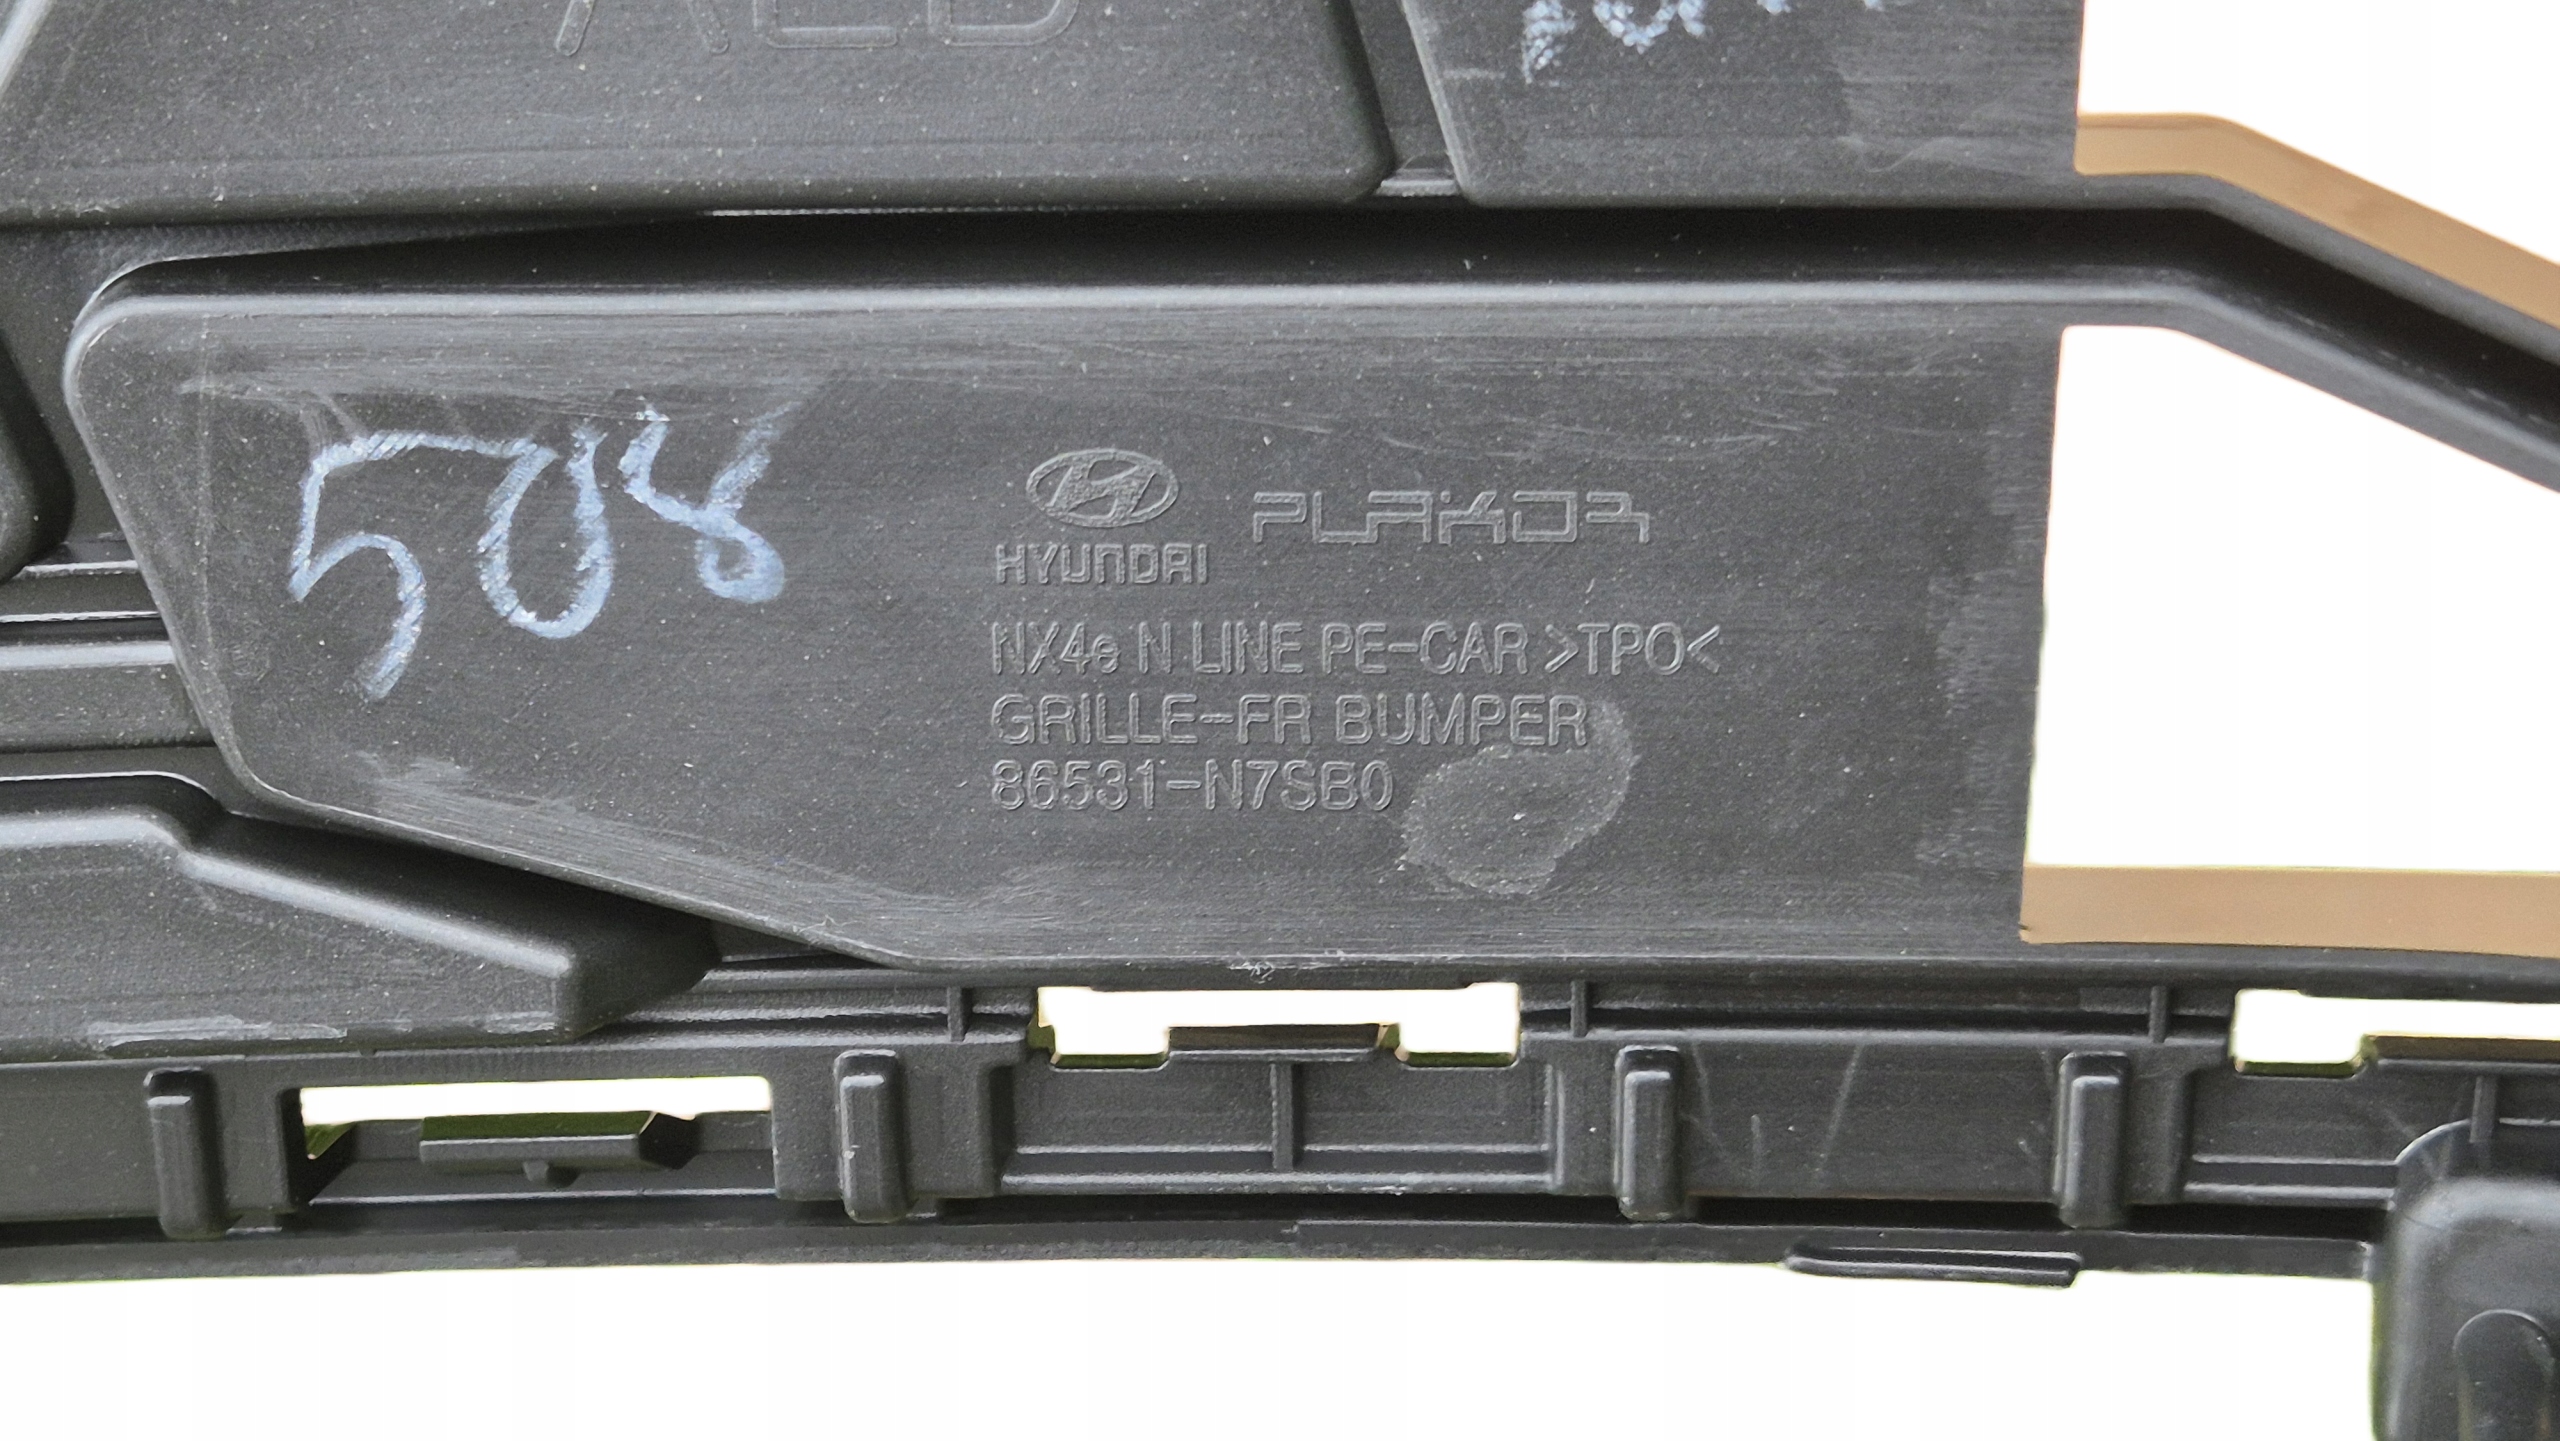 508
HYUNDAI
PLAKOR
NX4e N LINE PE-CAR >TPO<
GRILLE-FR BUMPER
86531-N7SB0